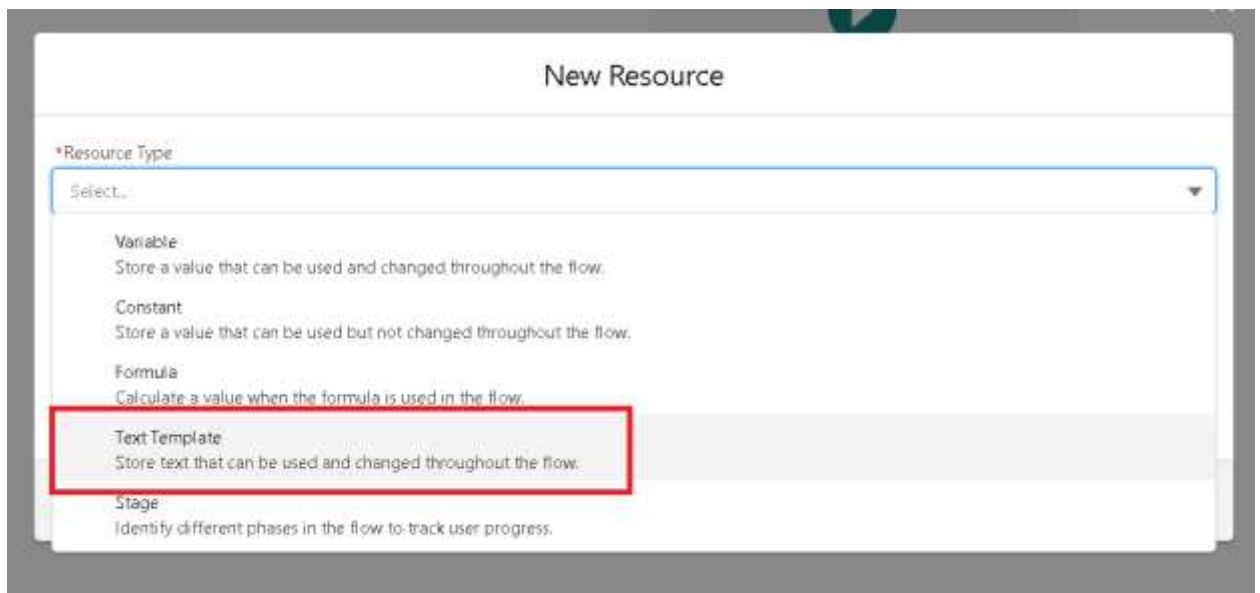 New Resource
*Resource Type
Select...
Variable
Store a value that can be used and changed throughout the flow.
Constant
Store a value that can be used but not changed throughout the flow.
Formula
Calculate a value when the formula is used in the flow.
Text Template
Store text that can be used and changed throughout the flow.
Stage
Identify different phases in the flow to track user progress.